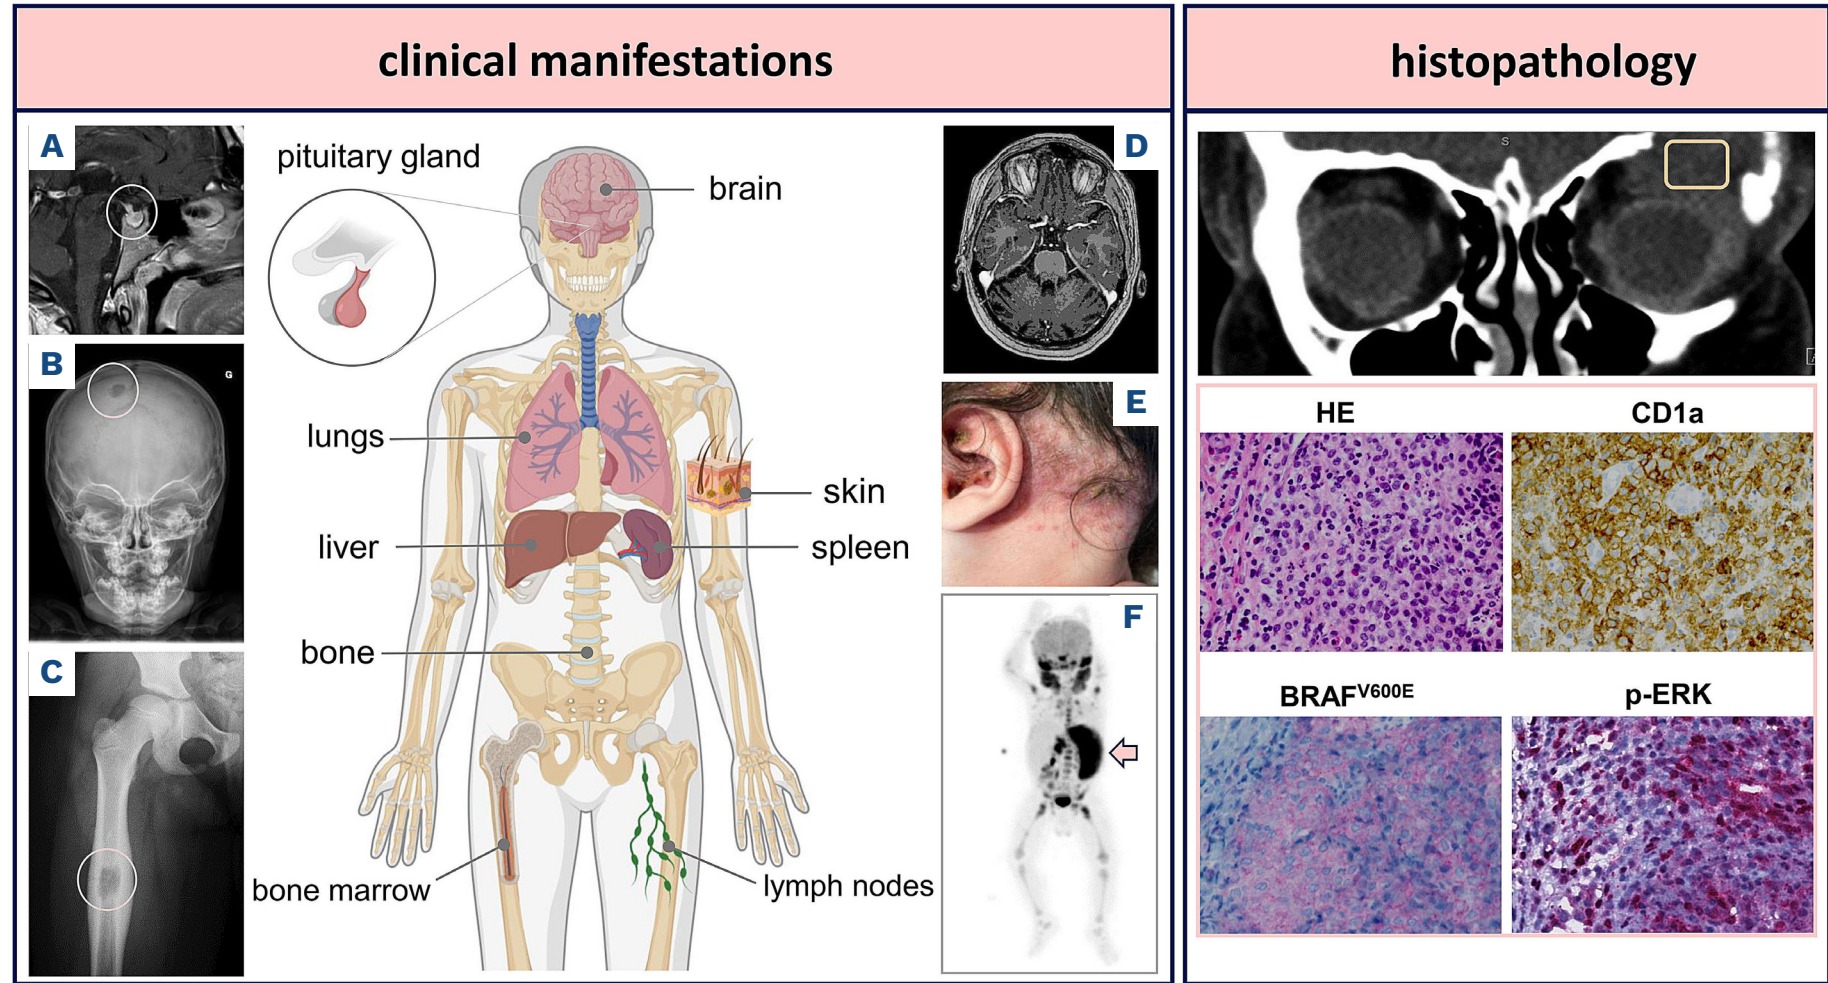 clinical manifestations
histopathology
A
pituitary gland
brain
D
S
B
G
E
lungs
skin
liver
spleen
HE
CD1a
F
bone
C
BRAFV600E
p-ERK
bone marrow
lymph nodes